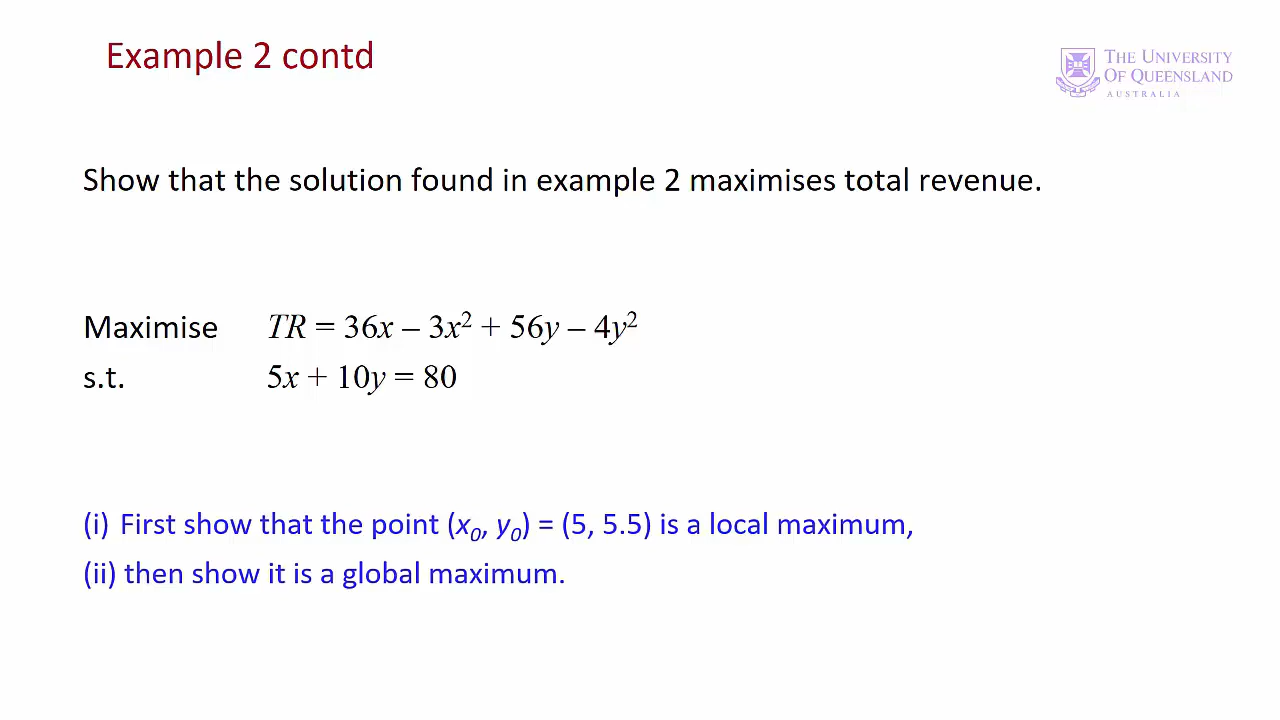 Example 2 contd
THE UNIVERSITY
OF QUEENSLAND
AUSTRALIA
Show that the solution found in example 2 maximises total revenue.
Maximise TR = 36x – 3x² + 56y – 4y²
s.t. 5x + 10y = 80
(i) First show that the point (x₀, y₀) = (5, 5.5) is a local maximum,
(ii) then show it is a global maximum.